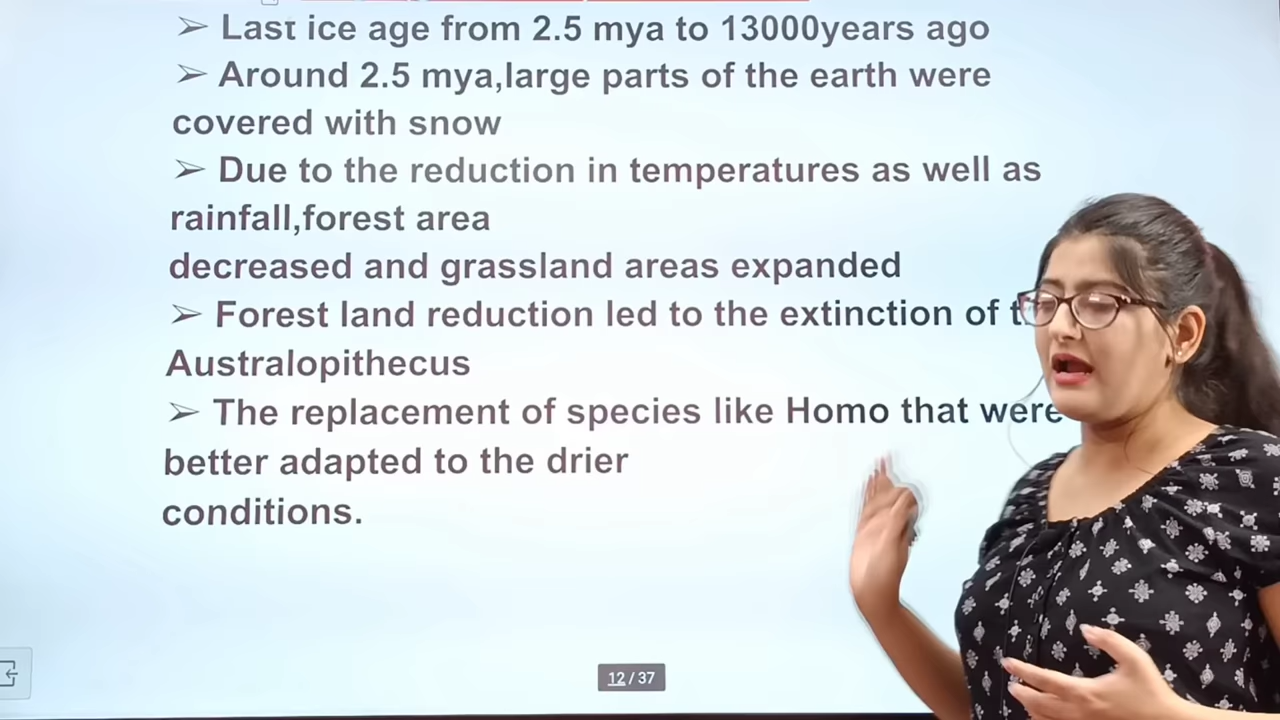 ➢ Last ice age from 2.5 mya to 13000years ago
➢ Around 2.5 mya,large parts of the earth were
covered with snow
➢ Due to the reduction in temperatures as well as
rainfall,forest area
decreased and grassland areas expanded
➢ Forest land reduction led to the extinction of
Australopithecus
➢ The replacement of species like Homo that were
better adapted to the drier
conditions.
12 / 37